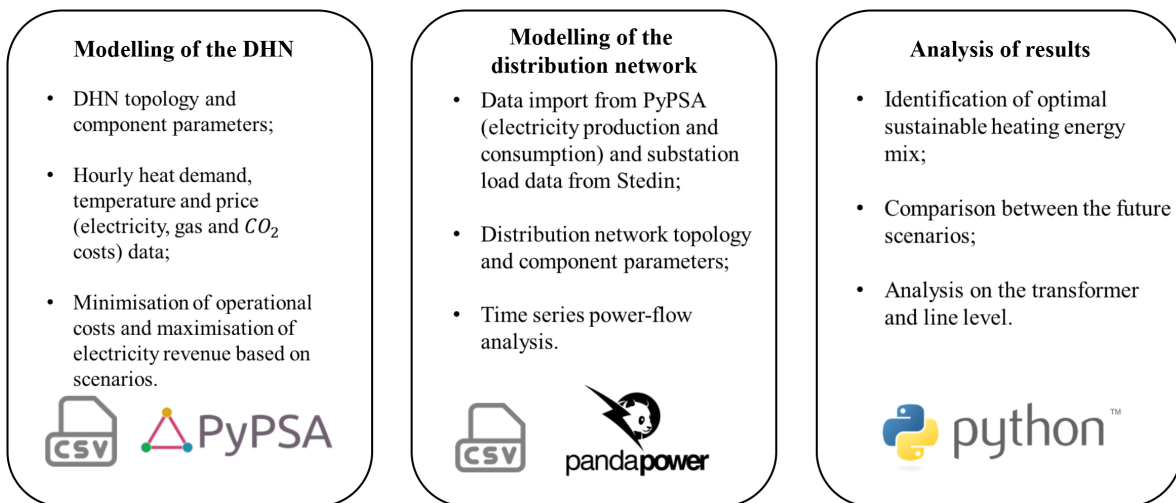 Modelling of the DHN
• DHN topology and
component parameters;
• Hourly heat demand,
temperature and price
(electricity, gas and CO₂
costs) data;
• Minimisation of operational
costs and maximisation of
electricity revenue based on
scenarios.
CSV
PyPSA
Modelling of the
distribution network
• Data import from PyPSA
(electricity production and
consumption) and substation
load data from Stedin;
• Distribution network topology
and component parameters;
• Time series power-flow
analysis.
CSV
pandapower
Analysis of results
• Identification of optimal
sustainable heating energy
mix;
• Comparison between the future
scenarios;
• Analysis on the transformer
and line level.
python™